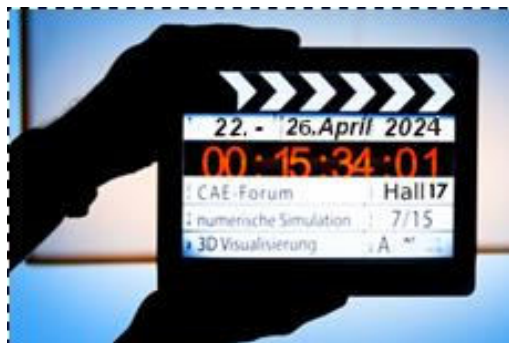 22. - 26. April 2024
00:15:34:01
CAE-Forum Hall 17
numerische Simulation 7/15
3D Visualisierung A